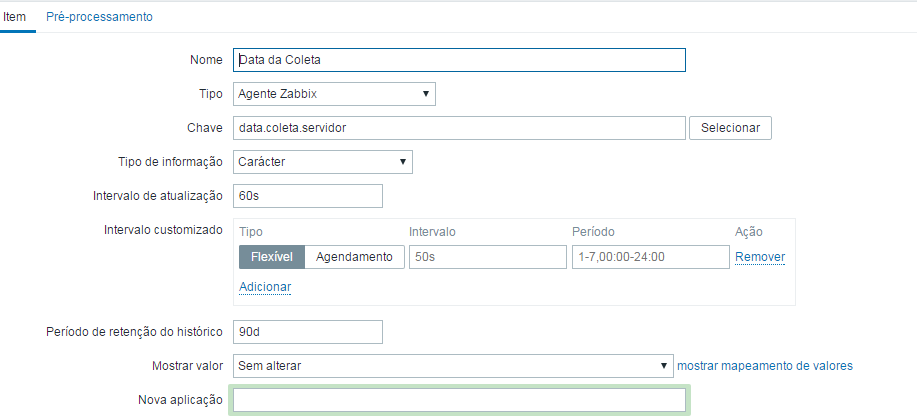 Item Pré-processamento
Nome Data da Coleta
Tipo Agente Zabbix
Chave data.coleta.servidor Selecionar
Tipo de informação Carácter
Intervalo de atualização 60s
Intervalo customizado Tipo Intervalo Período Ação
Flexível Agendamento 50s 1-7,00:00-24:00 Remover
Adicionar
Período de retenção do histórico 90d
Mostrar valor Sem alterar mostrar mapeamento de valores
Nova aplicação